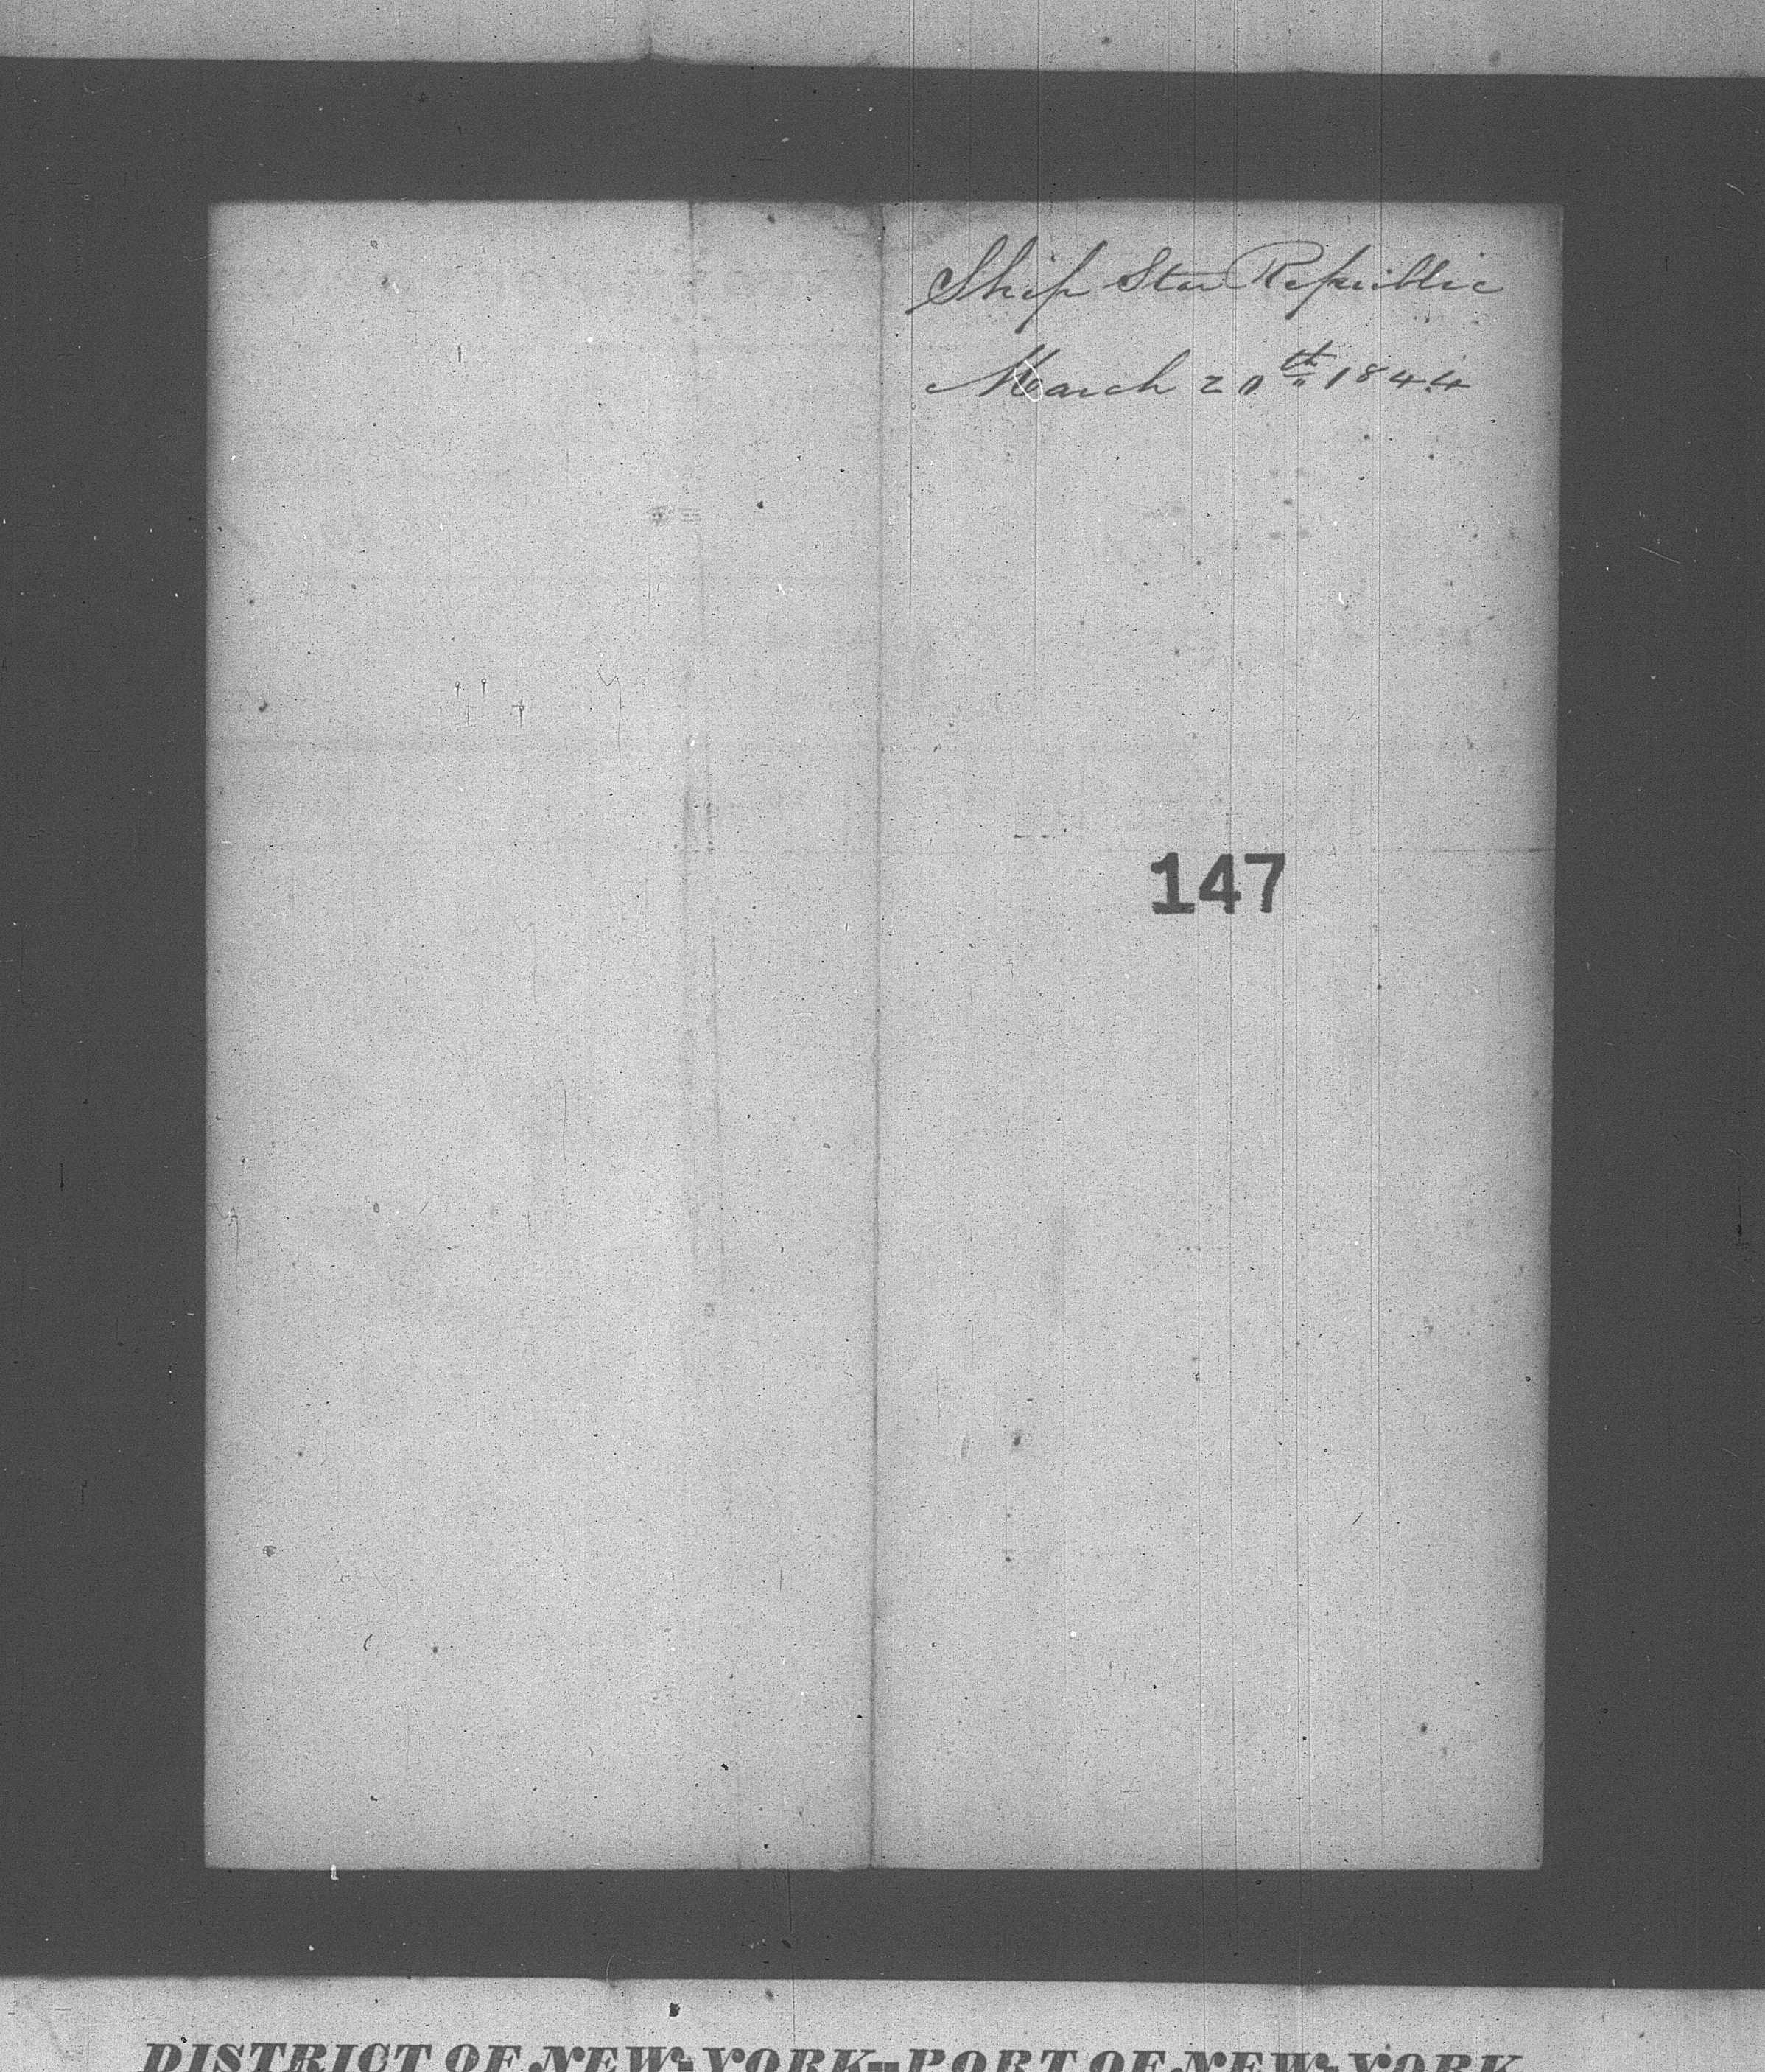 Ship Star Republic
March 20th 1844
147
DISTRICT OF NEW-YORK--PORT OF NEW-YORK